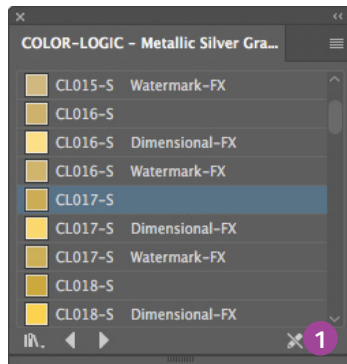 COLOR-LOGIC - Metallic Silver Gra...
CL015-S Watermark-FX
CL016-S
CL016-S Dimensional-FX
CL016-S Watermark-FX
CL017-S
CL017-S Dimensional-FX
CL017-S Watermark-FX
CL018-S
CL018-S Dimensional-FX
1